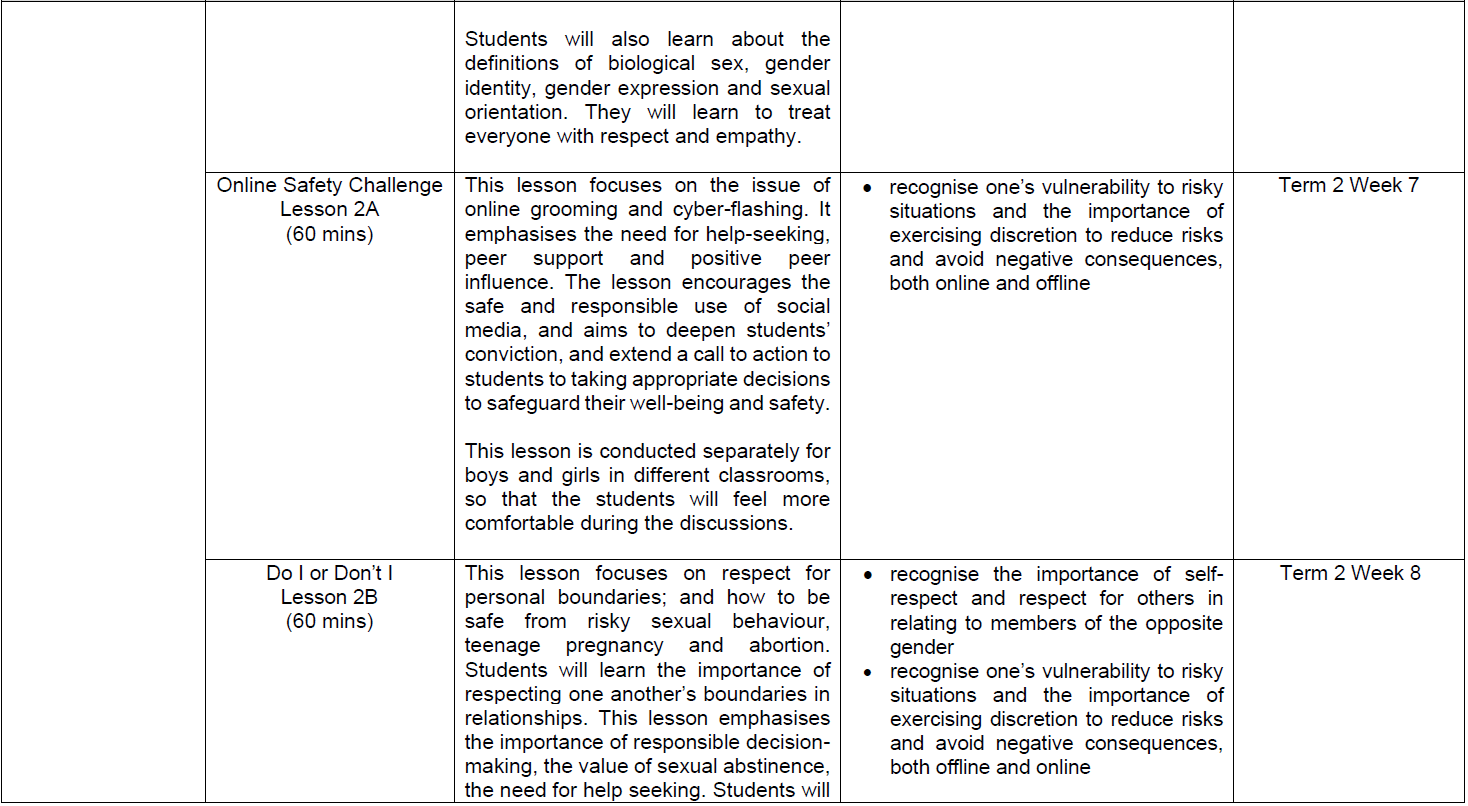 Students will also learn about the
definitions of biological sex, gender
identity, gender expression and sexual
orientation. They will learn to treat
everyone with respect and empathy.
Online Safety Challenge
Lesson 2A
(60 mins)
This lesson focuses on the issue of
online grooming and cyber-flashing. It
emphasises the need for help-seeking,
peer support and positive peer
influence. The lesson encourages the
safe and responsible use of social
media, and aims to deepen students’
conviction, and extend a call to action to
students to taking appropriate decisions
to safeguard their well-being and safety.
This lesson is conducted separately for
boys and girls in different classrooms,
so that the students will feel more
comfortable during the discussions.
• recognise one’s vulnerability to risky
situations and the importance of
exercising discretion to reduce risks
and avoid negative consequences,
both online and offline
Term 2 Week 7
Do I or Don’t I
Lesson 2B
(60 mins)
This lesson focuses on respect for
personal boundaries; and how to be
safe from risky sexual behaviour,
teenage pregnancy and abortion.
Students will learn the importance of
respecting one another’s boundaries in
relationships. This lesson emphasises
the importance of responsible decision-
making, the value of sexual abstinence,
the need for help seeking. Students will
• recognise the importance of self-
respect and respect for others in
relating to members of the opposite
gender
• recognise one’s vulnerability to risky
situations and the importance of
exercising discretion to reduce risks
and avoid negative consequences,
both offline and online
Term 2 Week 8